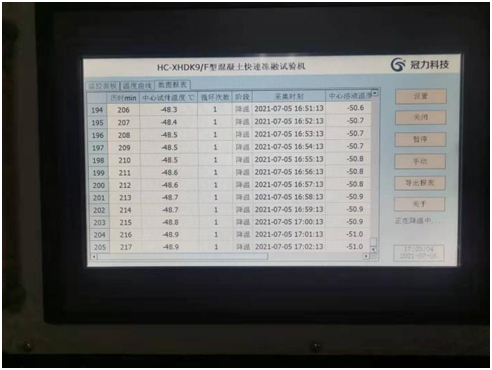 HC-XHDK9/F型混凝土快速冻融试验机
冠力科技
监控面板 温度曲线 数据报表
历时min 中心试件温度℃ 循环次数 阶段 采集时刻 中心溶液温度
194 206 -48.3 1 降温 2021-07-05 16:51:13 -50.6
195 207 -48.4 1 降温 2021-07-05 16:52:13 -50.7
196 208 -48.5 1 降温 2021-07-05 16:53:13 -50.7
197 209 -48.5 1 降温 2021-07-05 16:54:13 -50.7
198 210 -48.5 1 降温 2021-07-05 16:55:13 -50.8
199 211 -48.6 1 降温 2021-07-05 16:56:13 -50.8
200 212 -48.6 1 降温 2021-07-05 16:57:13 -50.8
201 213 -48.7 1 降温 2021-07-05 16:58:13 -50.9
202 214 -48.7 1 降温 2021-07-05 16:59:13 -50.9
203 215 -48.8 1 降温 2021-07-05 17:00:13 -50.9
204 216 -48.9 1 降温 2021-07-05 17:01:13 -51.0
205 217 -48.9 1 降温 2021-07-05 17:02:13 -51.0
设置
关闭
暂停
手动
导出报表
关于
正在降温中...